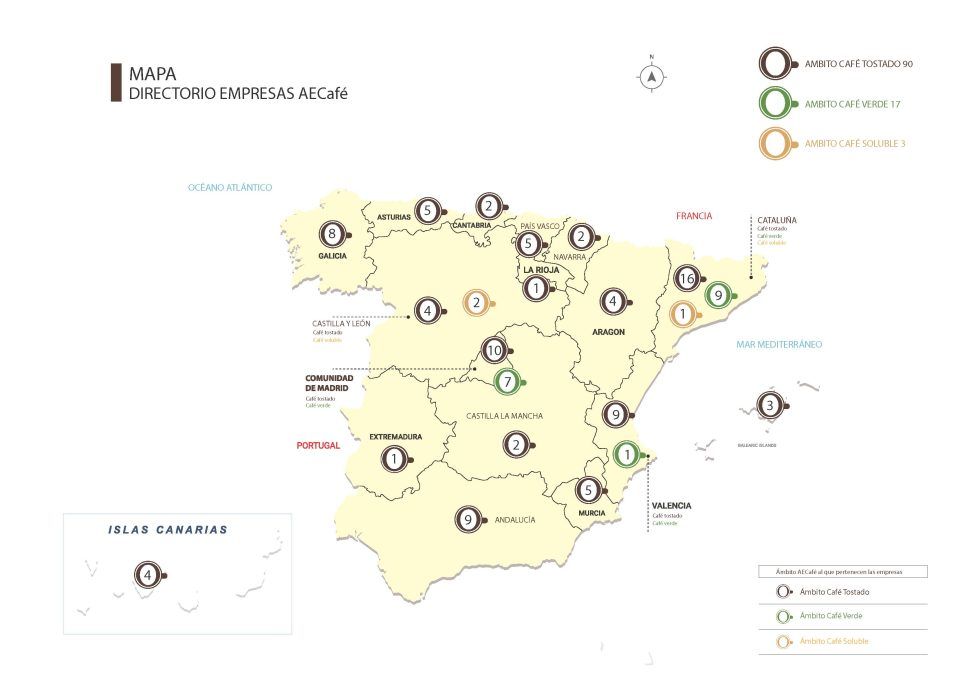 MAPA
DIRECTORIO EMPRESAS AECafé
N
AMBITO CAFÉ TOSTADO 90
AMBITO CAFÉ VERDE 17
AMBITO CAFÉ SOLUBLE 3
OCÉANO ATLÁNTICO
FRANCIA
CATALUÑA
Café tostado
Café verde
Café soluble
ASTURIAS
5
2
CANTABRIA
PAÍS VASCO
5
2
NAVARRA
8
GALICIA
LA RIOJA
1
16
9
1
4
ARAGON
4
2
CASTILLA Y LEÓN
Café tostado
Café soluble
MAR MEDITERRÁNEO
10
7
COMUNIDAD
DE MADRID
Café tostado
Café verde
CASTILLA LA MANCHA
2
9
3
BALEARIC ISLANDS
PORTUGAL
EXTREMADURA
1
1
5
MURCIA
VALENCIA
Café tostado
Café verde
9
ANDALUCÍA
ISLAS CANARIAS
4
Ámbito AECafé al que pertenecen las empresas
Ámbito Café Tostado
Ámbito Café Verde
Ámbito Café Soluble